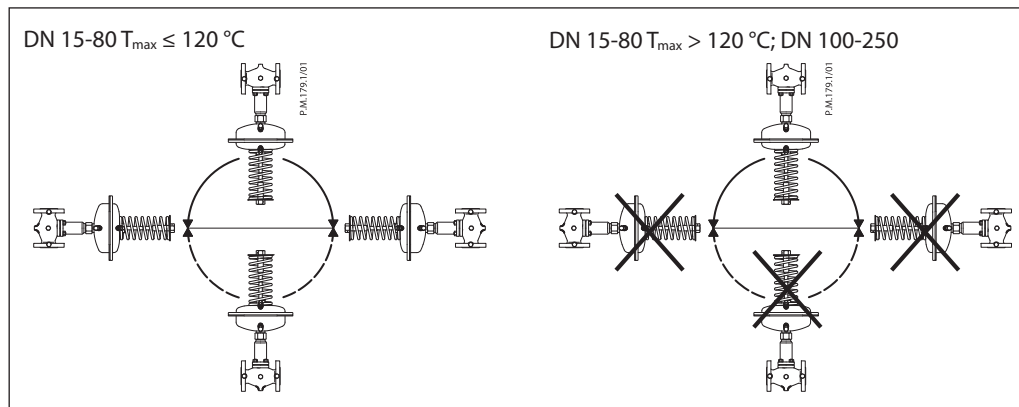 DN 15-80 Tmax ≤ 120 °C
P.M.179.1/01
DN 15-80 Tmax > 120 °C; DN 100-250
P.M.179.1/01